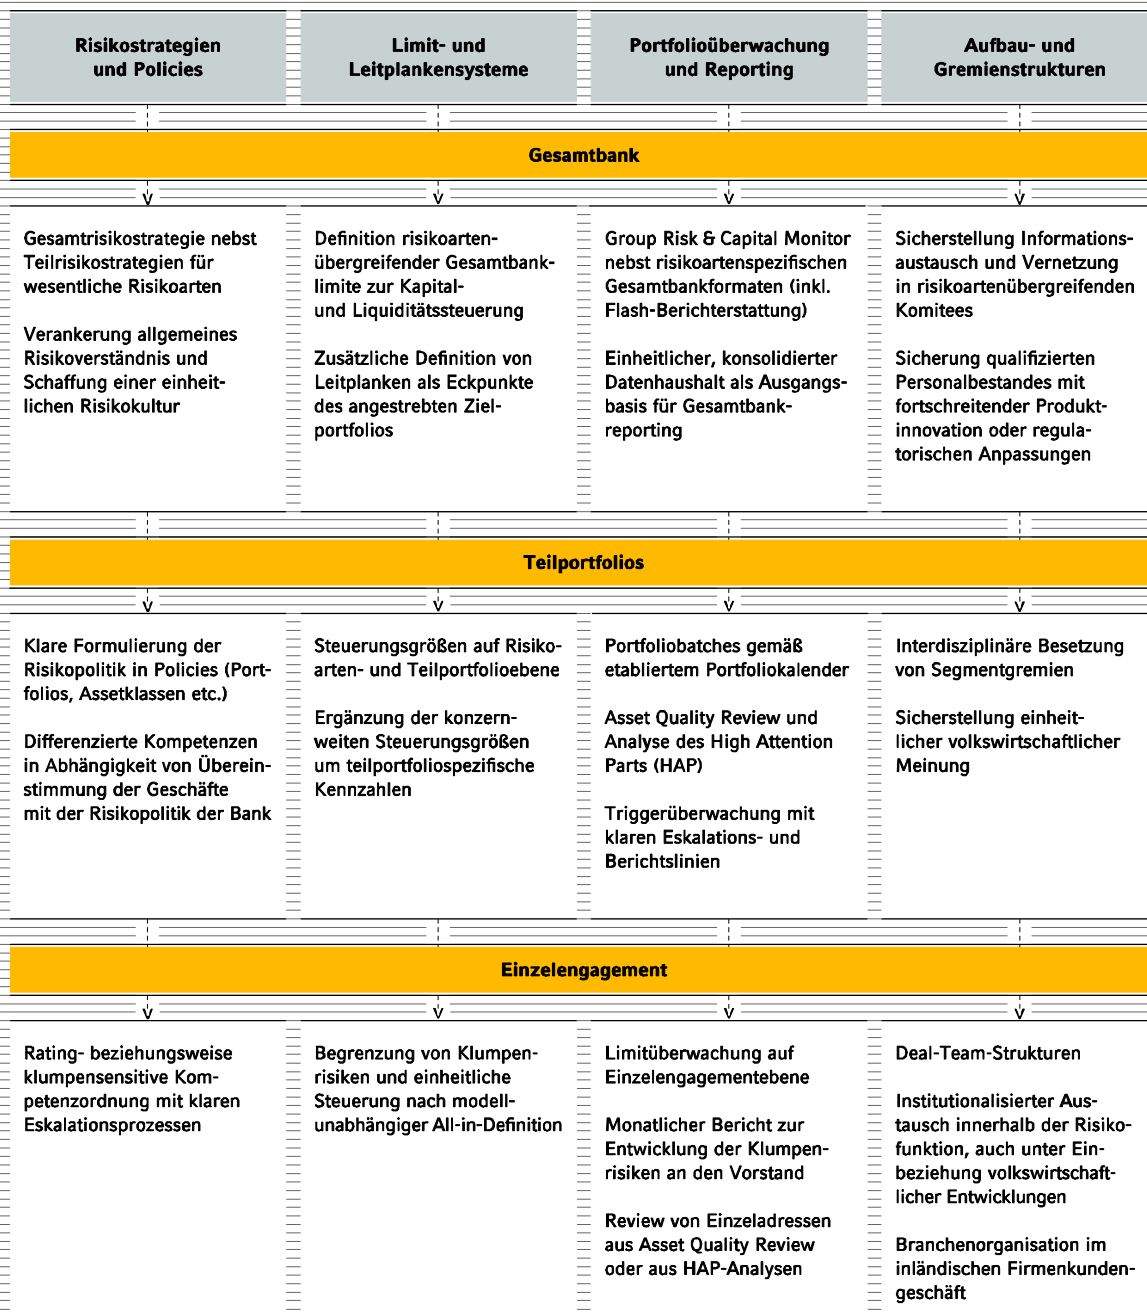 Risikostrategien
und Policies
Limit- und
Leitplankensysteme
Portfolioüberwachung
und Reporting
Aufbau- und
Gremienstrukturen
Gesamtbank
Gesamtrisikostrategie nebst
Teilrisikostrategien für
wesentliche Risikoarten
Verankerung allgemeines
Risikoverständnis und
Schaffung einer einheit-
lichen Risikokultur
Definition risikoarten-
übergreifender Gesamtbank-
limite zur Kapital-
und Liquiditätssteuerung
Zusätzliche Definition von
Leitplanken als Eckpunkte
des angestrebten Ziel-
portfolios
Group Risk & Capital Monitor
nebst risikoartenspezifischen
Gesamtbankformaten (inkl.
Flash-Berichterstattung)
Einheitlicher, konsolidierter
Datenhaushalt als Ausgangs-
basis für Gesamtbank-
reporting
Sicherstellung Informations-
austausch und Vernetzung
in risikoartenübergreifenden
Komitees
Sicherung qualifizierten
Personalbestandes mit
fortschreitender Produkt-
innovation oder regula-
torischen Anpassungen
Teilportfolios
Klare Formulierung der
Risikopolitik in Policies (Port-
folios, Assetklassen etc.)
Differenzierte Kompetenzen
in Abhängigkeit von Überein-
stimmung der Geschäfte
mit der Risikopolitik der Bank
Steuerungsgrößen auf Risiko-
arten- und Teilportfolioebene
Ergänzung der konzern-
weiten Steuerungsgrößen
um teilportfoliospezifische
Kennzahlen
Portfoliobatches gemäß
etabliertem Portfoliokalender
Asset Quality Review und
Analyse des High Attention
Parts (HAP)
Triggerüberwachung mit
klaren Eskalations- und
Berichtslinien
Interdisziplinäre Besetzung
von Segmentgremien
Sicherstellung einheit-
licher volkswirtschaftlicher
Meinung
Einzelengagement
Rating- beziehungsweise
klumpensensitive Kom-
petenzordnung mit klaren
Eskalationsprozessen
Begrenzung von Klumpen-
risiken und einheitliche
Steuerung nach modell-
unabhängiger All-in-Definition
Limitüberwachung auf
Einzelengagementebene
Monatlicher Bericht zur
Entwicklung der Klumpen-
risiken an den Vorstand
Review von Einzeladressen
aus Asset Quality Review
oder aus HAP-Analysen
Deal-Team-Strukturen
Institutionalisierter Aus-
tausch innerhalb der Risiko-
funktion, auch unter Ein-
beziehung volkswirtschaft-
licher Entwicklungen
Branchenorganisation im
inländischen Firmenkunden-
geschäft